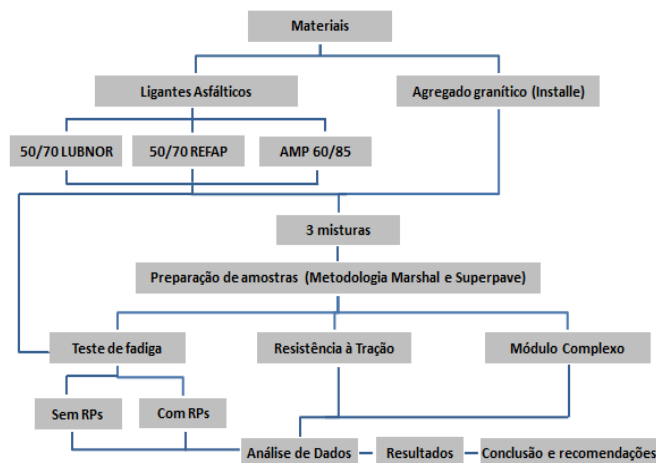 Materiais
Ligantes Asfálticos
Agregado granítico (Installe)
50/70 LUBNOR
50/70 REFAP
AMP 60/85
3 misturas
Preparação de amostras (Metodologia Marshal e Superpave)
Teste de fadiga
Resistência à Tração
Módulo Complexo
Sem RPs
Com RPs
Análise de Dados
Resultados
Conclusão e recomendações